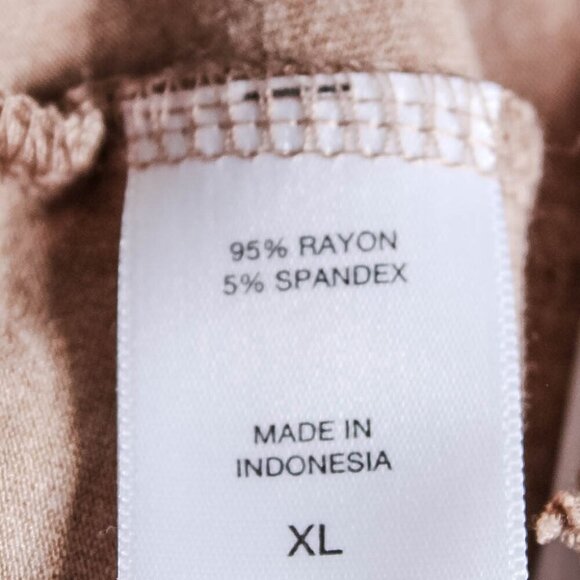 95% RAYON
5% SPANDEX
MADE IN
INDONESIA
XL